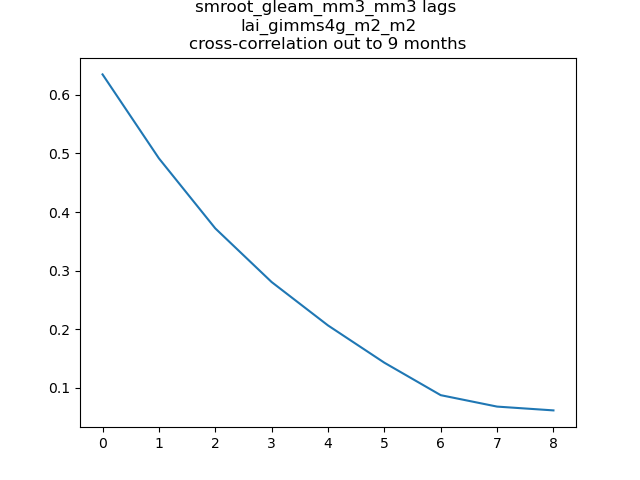 smroot_gleam_mm3_mm3 lags
lai_gimms4g_m2_m2
cross-correlation out to 9 months
0.6
0.5
0.4
0.3
0.2
0.1
0 1 2 3 4 5 6 7 8